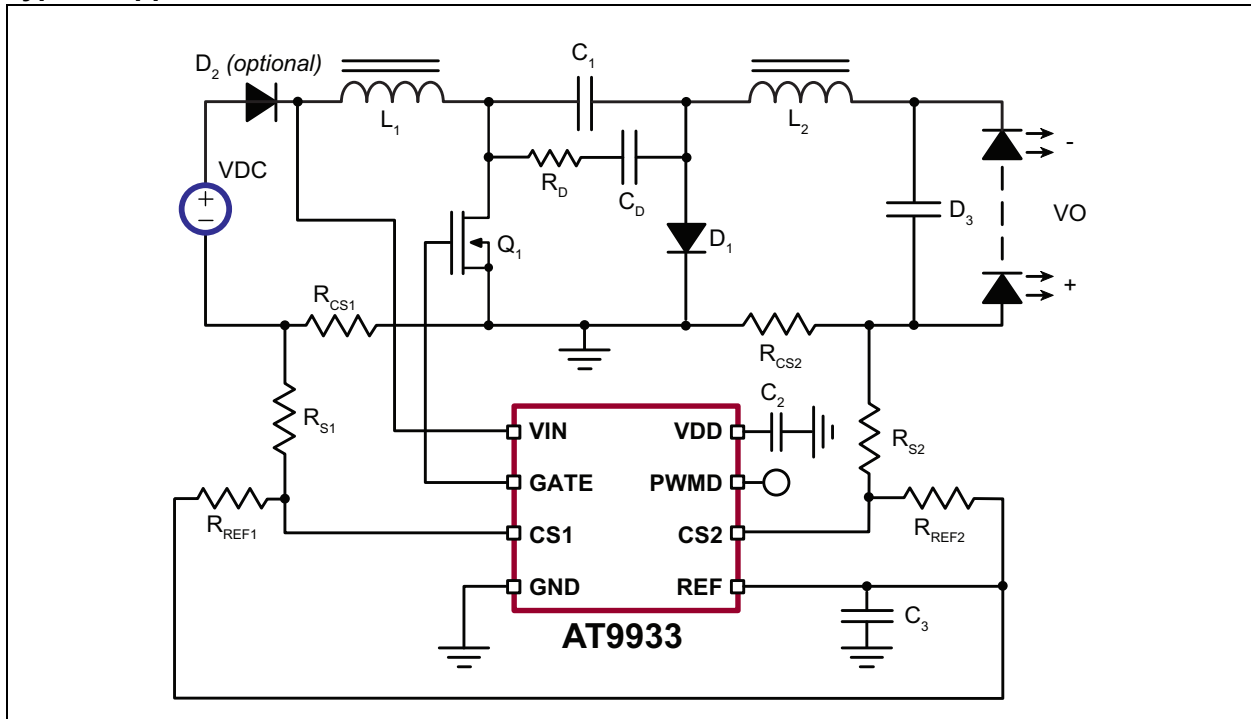 D2 (optional)
L1
C1
L2
RD
CD
VDC
+
−
Q1
D1
D3
-
VO
+
RCS1
RCS2
RS1
C2
RS2
VIN
VDD
GATE
PWMD
RREF1
CS1
CS2
RREF2
GND
REF
C3
AT9933